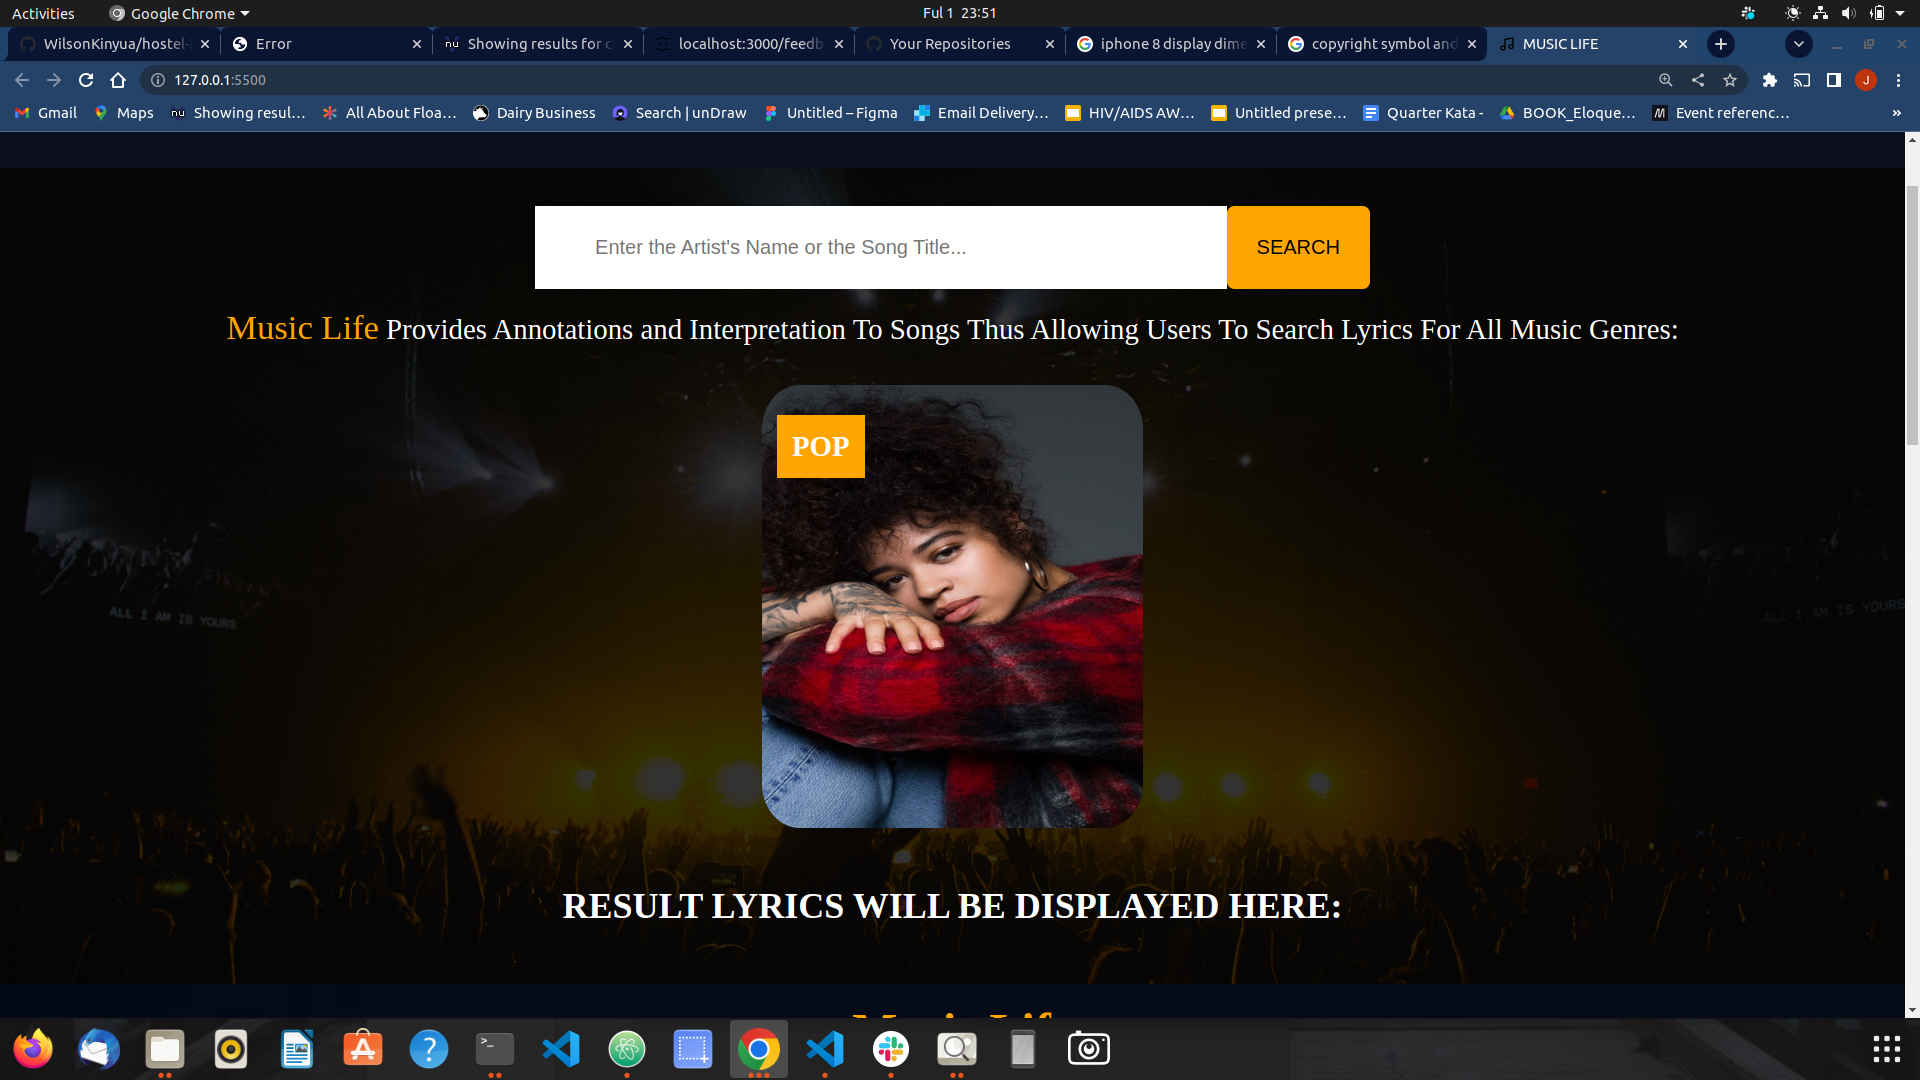 Activities
Google Chrome
Ful 1 23:51
WilsonKinyua/hostel-
Error
Showing results for c
localhost:3000/feedb
Your Repositories
iphone 8 display dime
copyright symbol and
MUSIC LIFE
127.0.0.1:5500
J
Gmail
Maps
Showing resul...
All About Floa...
Dairy Business
Search | unDraw
Untitled – Figma
Email Delivery...
HIV/AIDS AW...
Untitled prese...
Quarter Kata -
BOOK_Eloque...
Event referenc...
»
Enter the Artist's Name or the Song Title...
SEARCH
Music Life Provides Annotations and Interpretation To Songs Thus Allowing Users To Search Lyrics For All Music Genres:
POP
ALL I AM IS YOURS
ALL I AM IS YOURS
RESULT LYRICS WILL BE DISPLAYED HERE:
Music Life